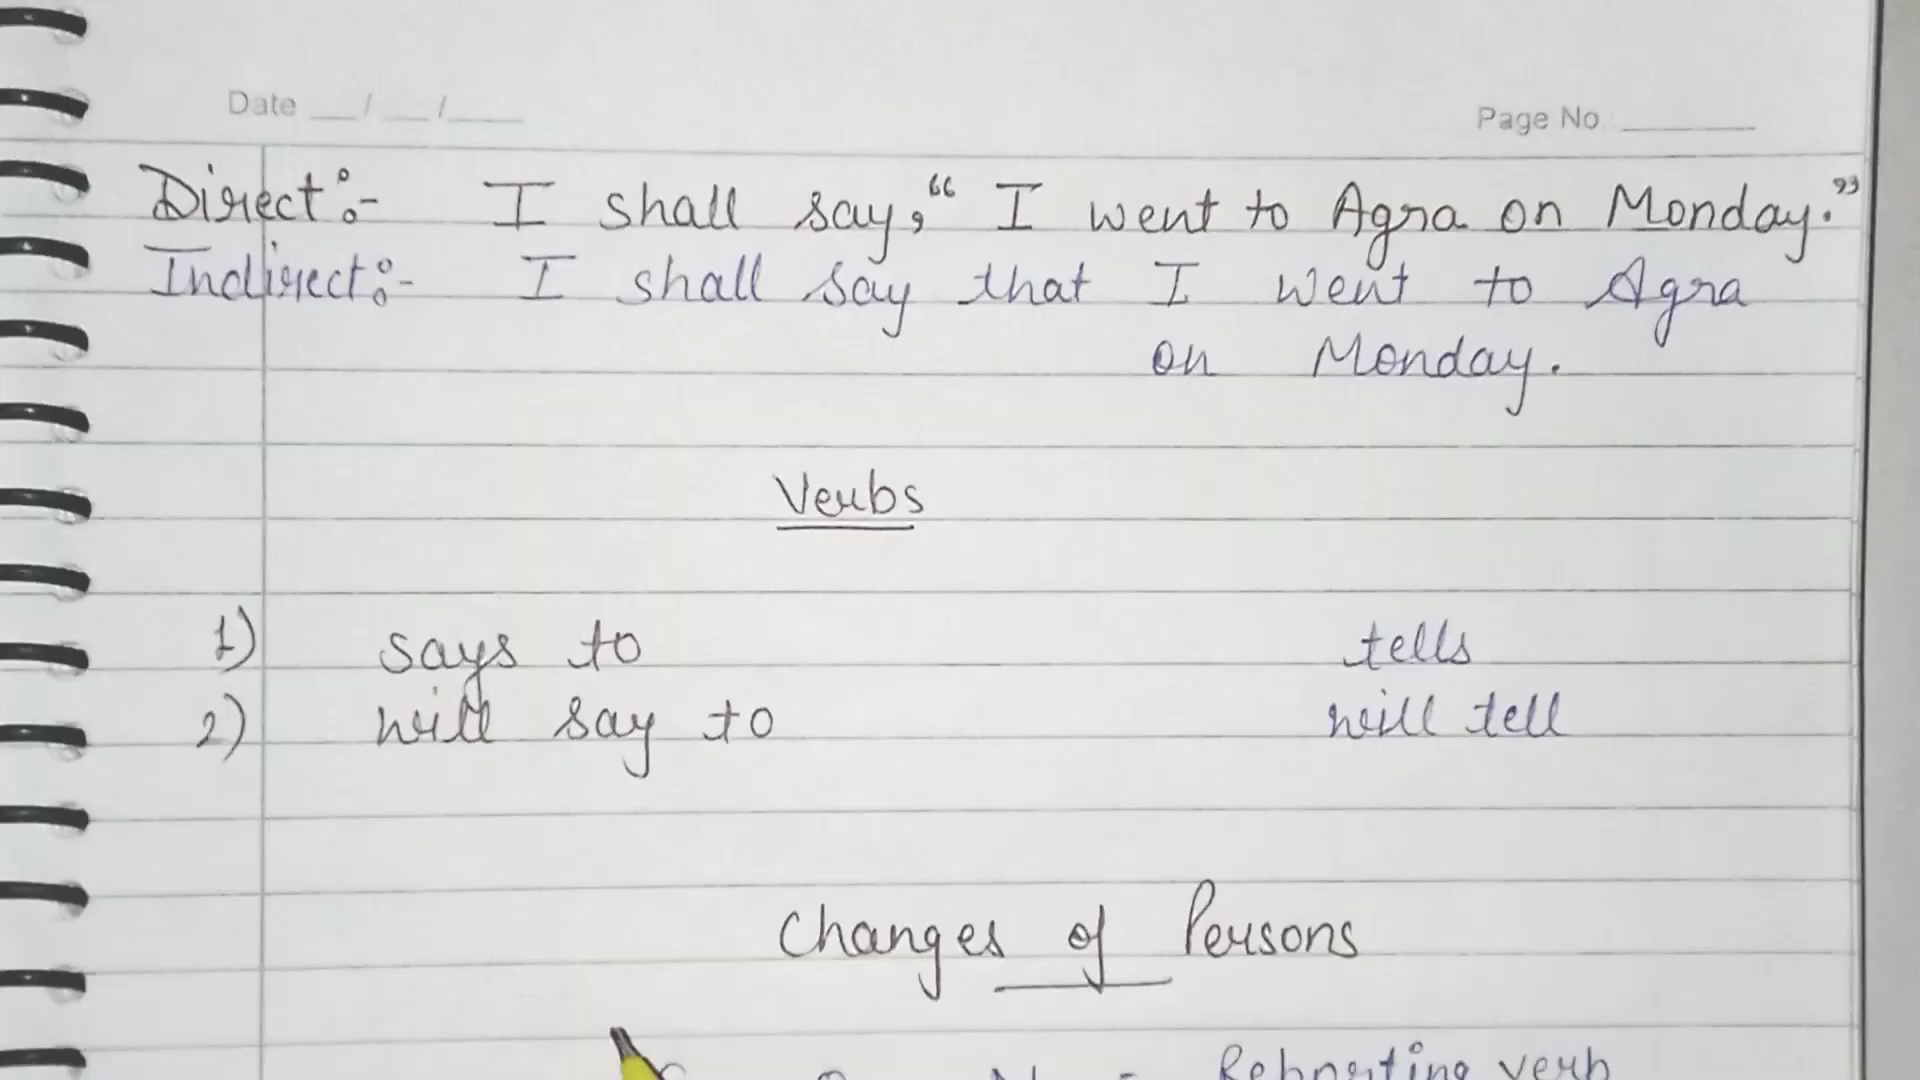 Date __/__/____
Page No ________
Direct:- I shall say, "I went to Agra on Monday."
Indirect:- I shall say that I went to Agra
on Monday.
Verbs
1) says to tells
2) will say to will tell
Changes of Persons
Reporting verb